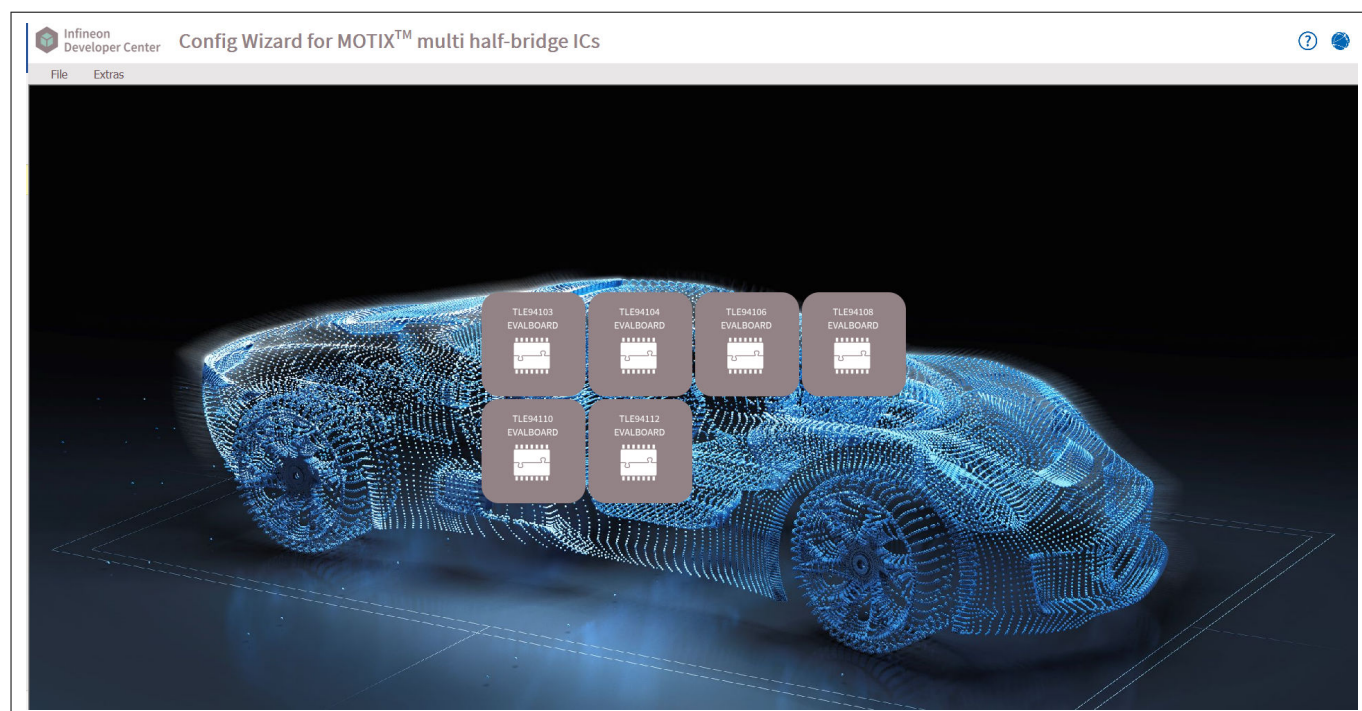 Infineon
Developer Center
Config Wizard for MOTIX™ multi half-bridge ICs
?
File Extras
TLE94103
EVALBOARD
TLE94104
EVALBOARD
TLE94106
EVALBOARD
TLE94108
EVALBOARD
TLE94110
EVALBOARD
TLE94112
EVALBOARD